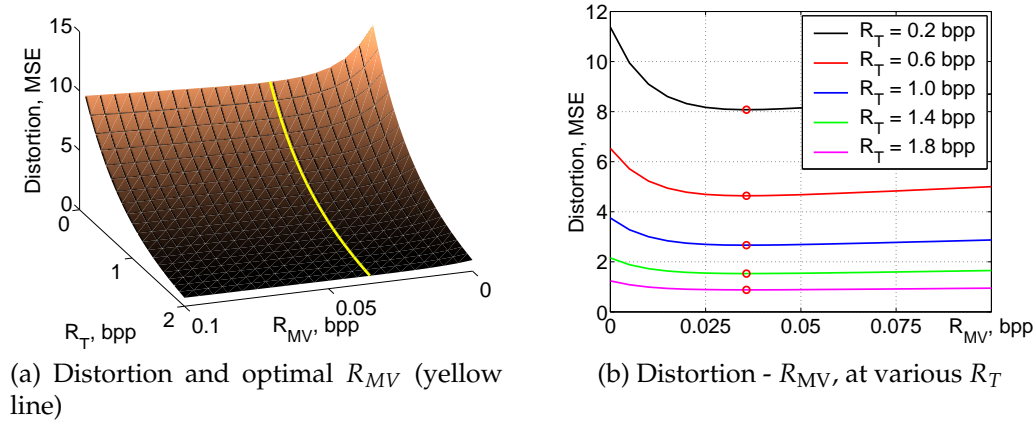 15
10
5
0
Distortion, MSE
0
1
2
R_T, bpp
0.1
0.05
0
R_MV, bpp
(a) Distortion and optimal R_MV (yellow
line)
12
10
8
6
4
2
0
Distortion, MSE
R_T = 0.2 bpp
R_T = 0.6 bpp
R_T = 1.0 bpp
R_T = 1.4 bpp
R_T = 1.8 bpp
0 0.025 0.05 0.075 R_MV, bpp
(b) Distortion - R_MV, at various R_T